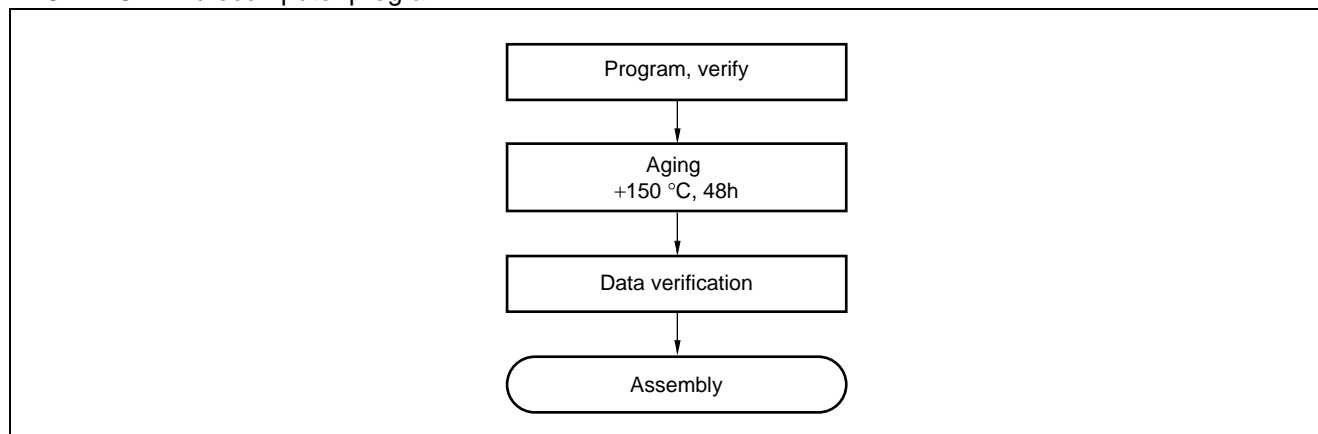 Program, verify
Aging
+150 °C, 48h
Data verification
Assembly